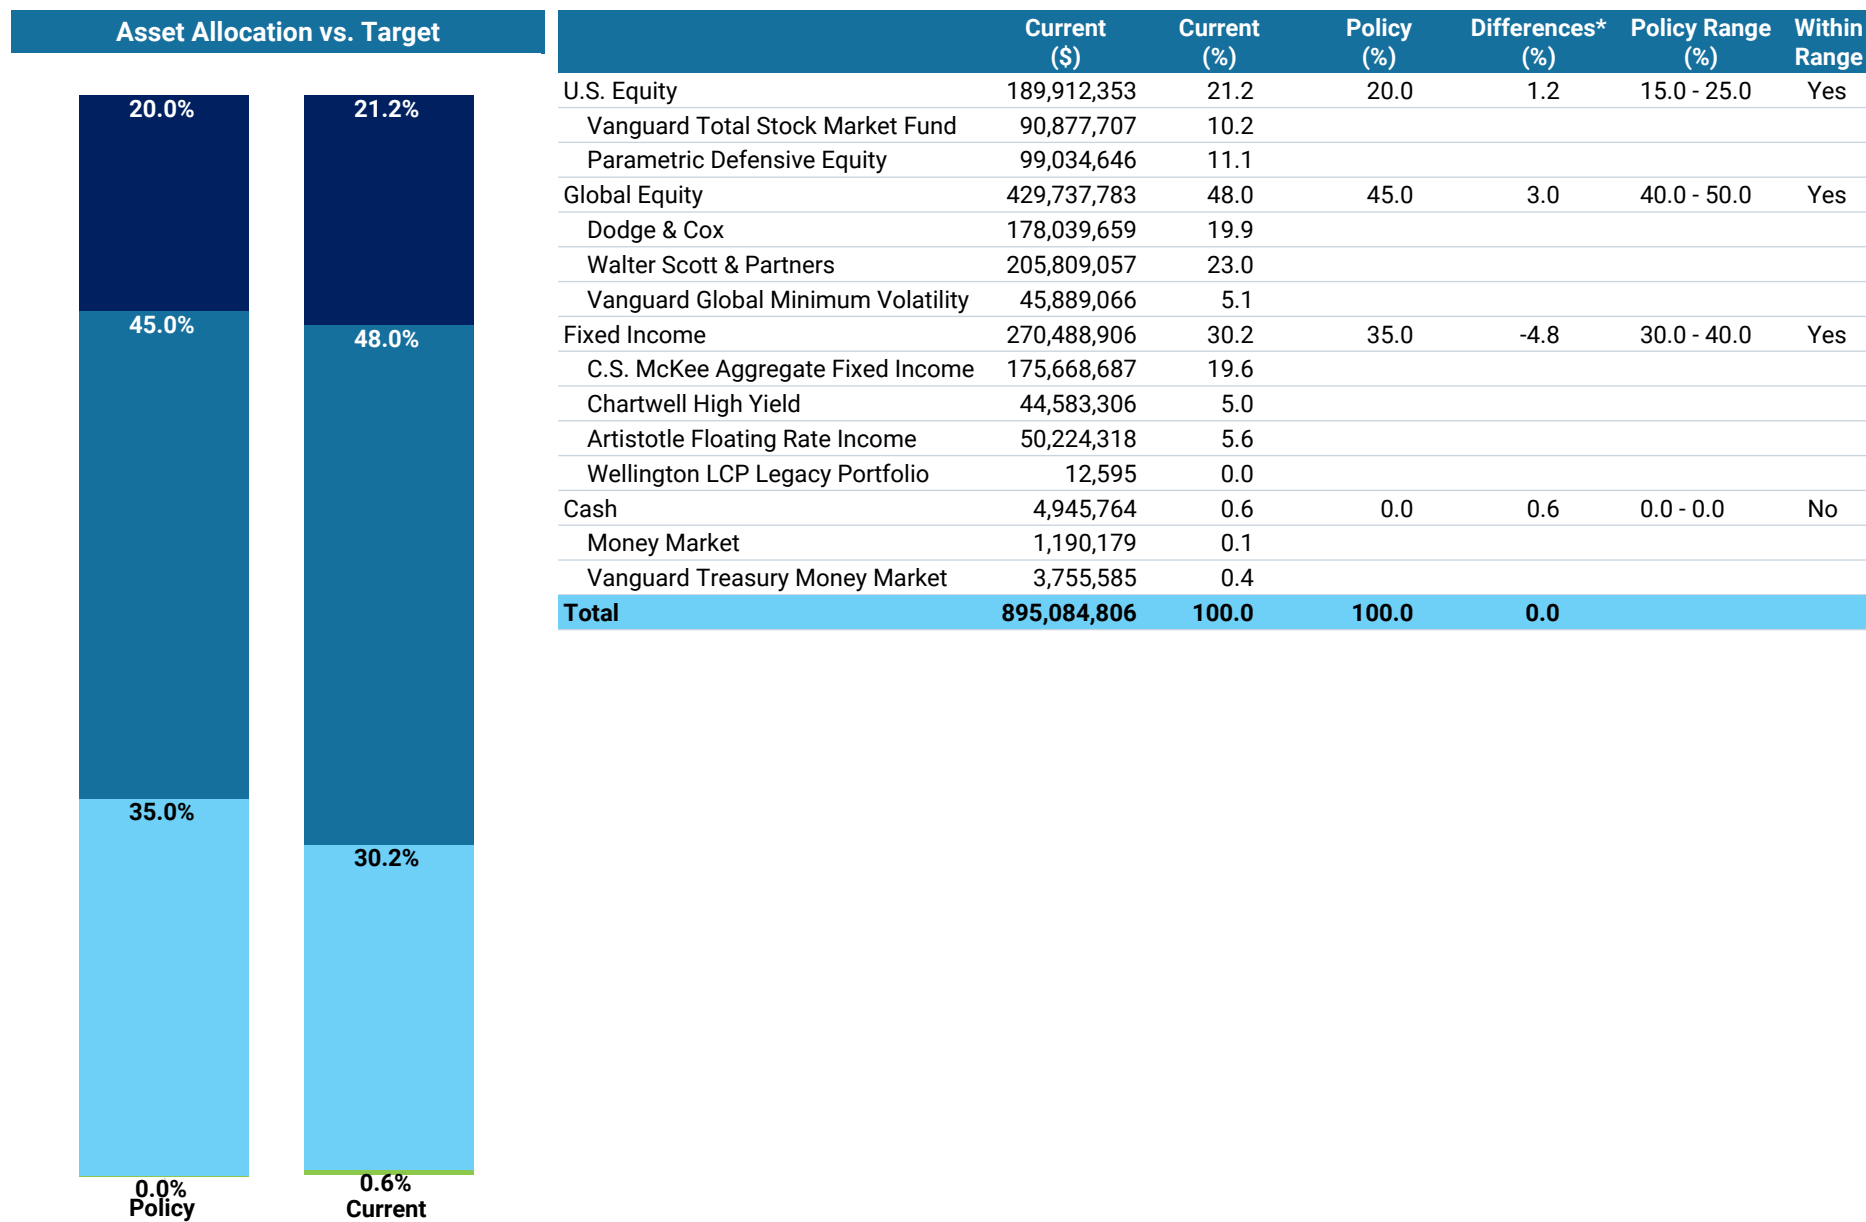 Asset Allocation vs. Target
20.0%
21.2%
45.0%
48.0%
35.0%
30.2%
0.0%
0.6%
Policy
Current
Current ($) Current (%) Policy (%) Differences* (%) Policy Range (%) Within Range
U.S. Equity 189,912,353 21.2 20.0 1.2 15.0 - 25.0 Yes
Vanguard Total Stock Market Fund 90,877,707 10.2
Parametric Defensive Equity 99,034,646 11.1
Global Equity 429,737,783 48.0 45.0 3.0 40.0 - 50.0 Yes
Dodge & Cox 178,039,659 19.9
Walter Scott & Partners 205,809,057 23.0
Vanguard Global Minimum Volatility 45,889,066 5.1
Fixed Income 270,488,906 30.2 35.0 -4.8 30.0 - 40.0 Yes
C.S. McKee Aggregate Fixed Income 175,668,687 19.6
Chartwell High Yield 44,583,306 5.0
Artistotle Floating Rate Income 50,224,318 5.6
Wellington LCP Legacy Portfolio 12,595 0.0
Cash 4,945,764 0.6 0.0 0.6 0.0 - 0.0 No
Money Market 1,190,179 0.1
Vanguard Treasury Money Market 3,755,585 0.4
Total 895,084,806 100.0 100.0 0.0